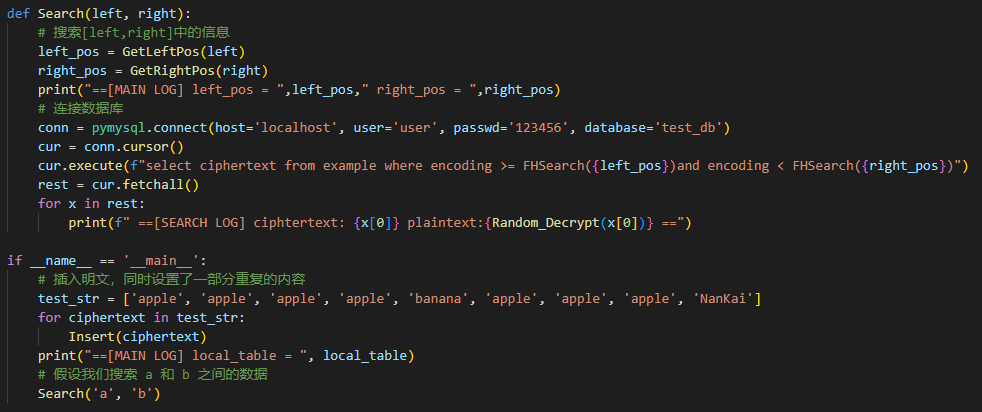 def Search(left, right):
    # 搜索[left,right]中的信息
    left_pos = GetLeftPos(left)
    right_pos = GetRightPos(right)
    print("==[MAIN LOG] left_pos = ",left_pos," right_pos = ",right_pos)
    # 连接数据库
    conn = pymysql.connect(host='localhost', user='user', passwd='123456', database='test_db')
    cur = conn.cursor()
    cur.execute(f"select ciphertext from example where encoding >= FHSearch({left_pos})and encoding < FHSearch({right_pos})")
    rest = cur.fetchall()
    for x in rest:
        print(f" ==[SEARCH LOG] ciphtertext: {x[0]} plaintext:{Random_Decrypt(x[0])} ==")

if __name__ == '__main__':
    # 插入明文, 同时设置了一部分重复的内容
    test_str = ['apple', 'apple', 'apple', 'apple', 'banana', 'apple', 'apple', 'apple', 'NanKai']
    for ciphertext in test_str:
        Insert(ciphertext)
    print("==[MAIN LOG] local_table = ", local_table)
    # 假设我们搜索 a 和 b 之间的数据
    Search('a', 'b')